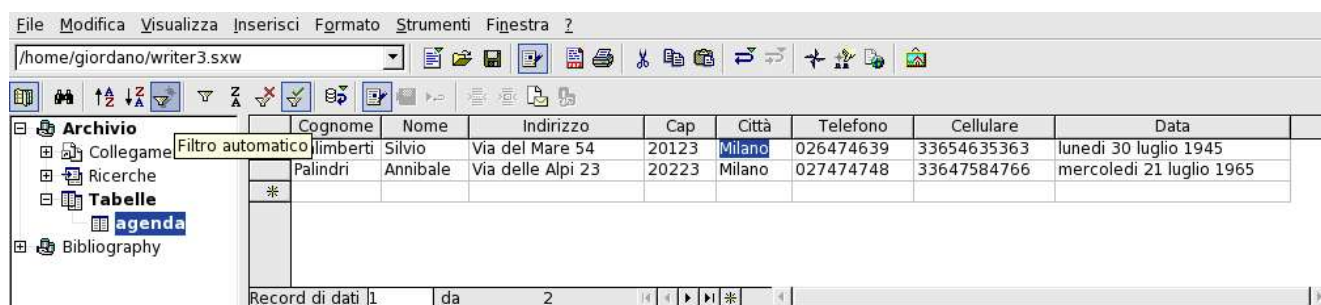 File Modifica Visualizza Inserisci Formato Strumenti Finestra ?
/home/giordano/writer3.sxw
Archivio
Collegame
Ricerche
Tabelle
agenda
Bibliography
Filtro automatico
Cognome Nome Indirizzo Cap Città Telefono Cellulare Data
alimberti Silvio Via del Mare 54 20123 Milano 026474639 33654635363 lunedi 30 luglio 1945
Palindri Annibale Via delle Alpi 23 20223 Milano 027474748 33647584766 mercoledi 21 luglio 1965
Record di dati 1 da 2